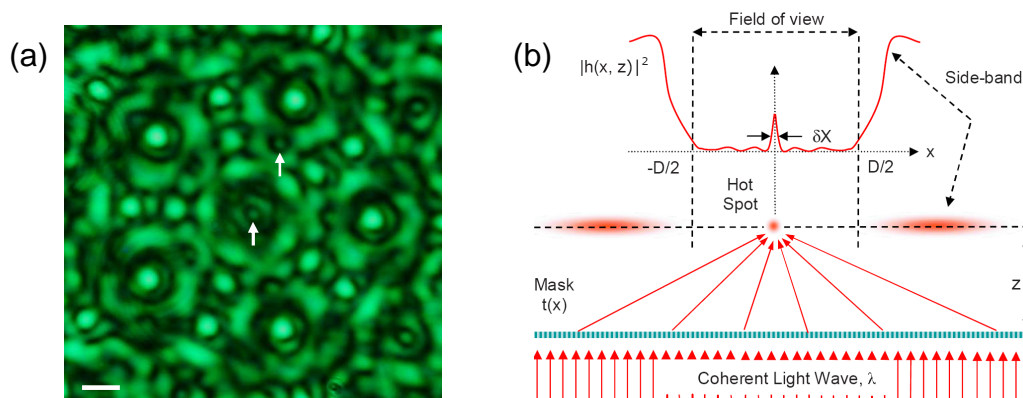 (a)
(b)
Field of view
|h(x, z)|²
Side-band
δX
x
-D/2
D/2
Hot
Spot
Mask
t(x)
z
Coherent Light Wave, λ